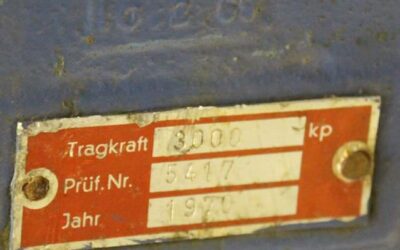 Tragkraft 3000 kp
Prüf. Nr. 5417
Jahr